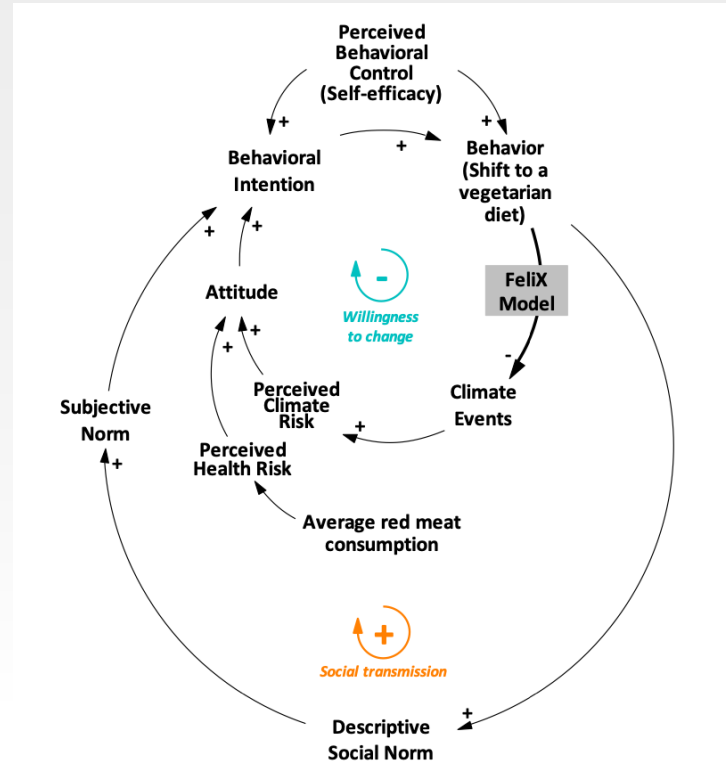 Perceived
Behavioral
Control
(Self-efficacy)
+
+
+
Behavioral
Intention
Behavior
(Shift to a
vegetarian
diet)
+
+
-
Willingness
to change
FeliX
Model
Attitude
+
+
-
Perceived
Climate
Risk
+
Climate
Events
Subjective
Norm
+
Perceived
Health Risk
Average red meat
consumption
+
Social transmission
+
Descriptive
Social Norm